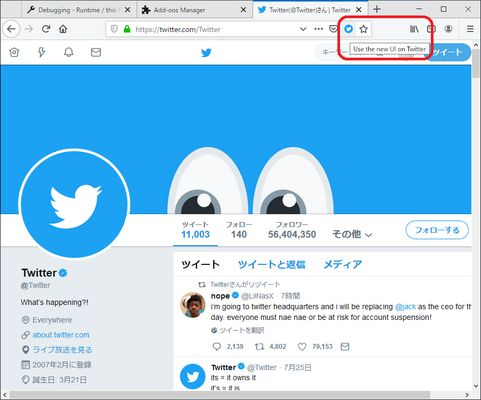 Debugging - Runtime / this-f
Add-ons Manager
Twitter(@Twitter)さん | Twitter
https://twitter.com/Twitter
Use the new UI on Twitter
キーワー
ツイート
ツイート
フォロー
フォロワー
11,003
140
56,404,350
その他
フォローする
Twitter
@Twitter
What's happening?!
Everywhere
about.twitter.com
ライブ放送を見る
2007年2月に登録
誕生日: 3月21日
ツイート
ツイートと返信
メディア
Twitterさんがリツイート
nope @LilNasX · 7時間
i'm going to twitter headquarters and i will be replacing @jack as the ceo for th
day. everyone must nae nae or be at risk for account suspension!
ツイートを翻訳
2,139
4,802
79,153
Twitter @Twitter · 7月25日
its = it owns it
it's = it is